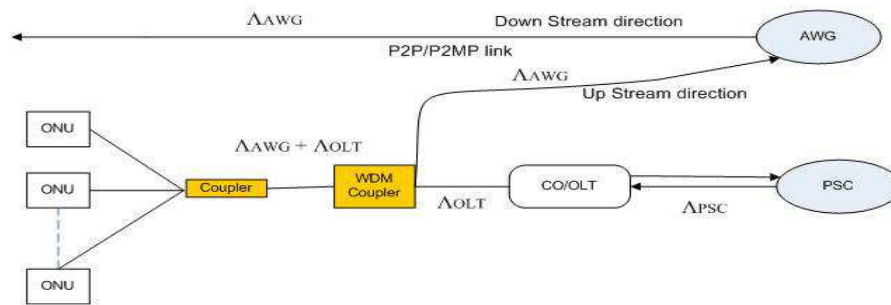 ΛAWG
Down Stream direction
AWG
P2P/P2MP link
ΛAWG
Up Stream direction
ONU
ΛAWG + ΛOLT
ONU
Coupler
WDM
Coupler
CO/OLT
PSC
ΛOLT
ΛPSC
ONU